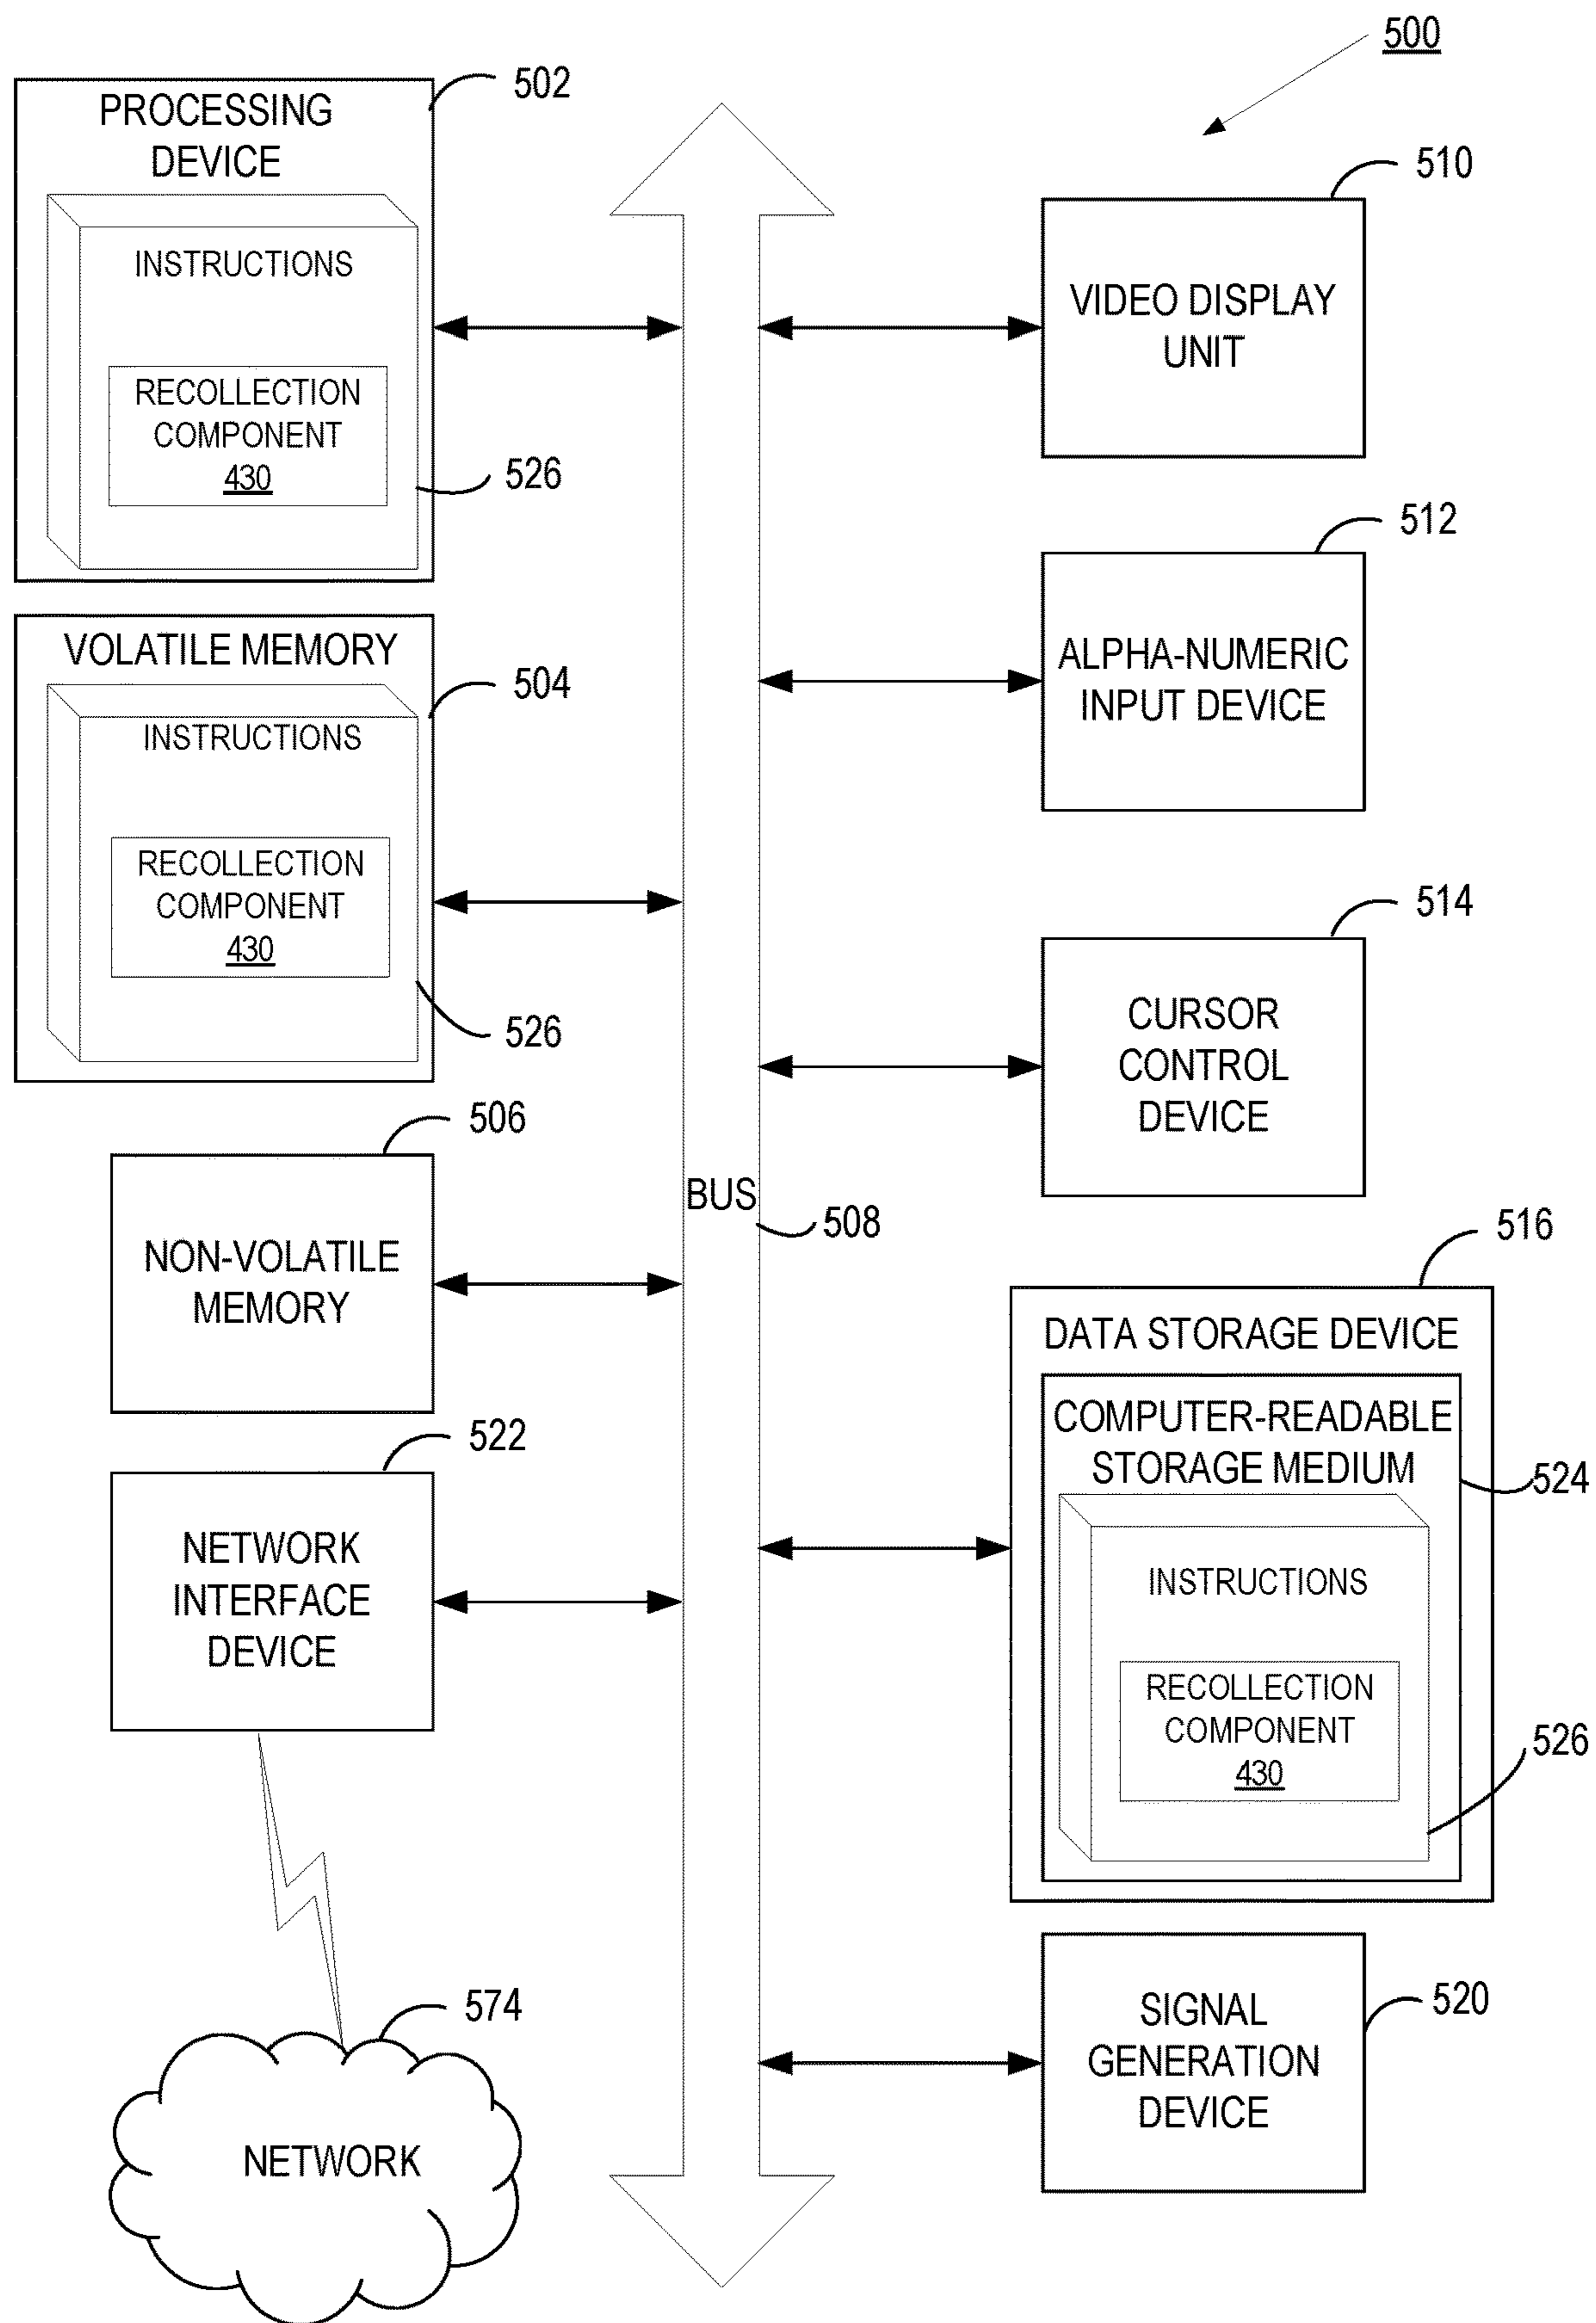 500
502
PROCESSING
DEVICE
INSTRUCTIONS
RECOLLECTION
COMPONENT
430
526
VOLATILE MEMORY
504
INSTRUCTIONS
RECOLLECTION
COMPONENT
430
526
506
NON-VOLATILE
MEMORY
522
NETWORK
INTERFACE
DEVICE
574
NETWORK
BUS
508
510
VIDEO DISPLAY
UNIT
512
ALPHA-NUMERIC
INPUT DEVICE
514
CURSOR
CONTROL
DEVICE
516
DATA STORAGE DEVICE
COMPUTER-READABLE
STORAGE MEDIUM
524
INSTRUCTIONS
RECOLLECTION
COMPONENT
430
526
SIGNAL
GENERATION
DEVICE
520